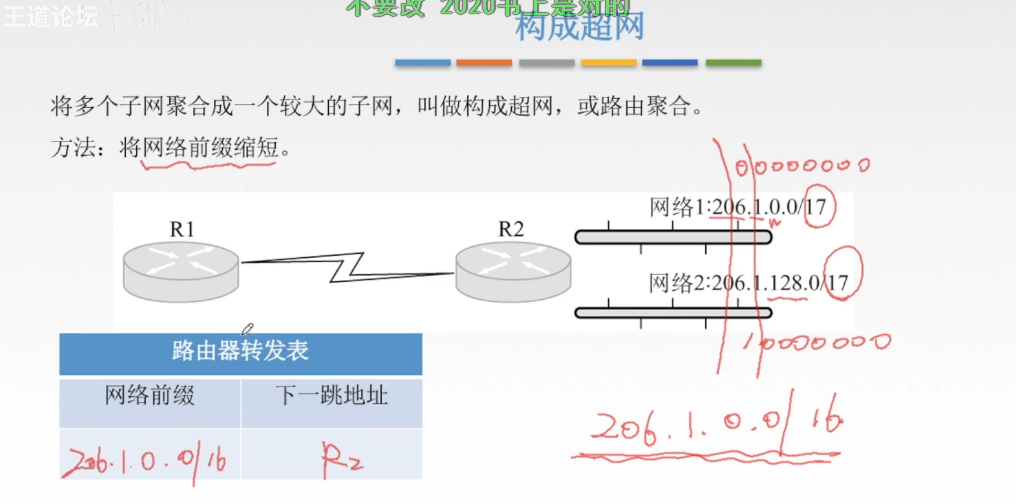 不要改 2020书上是对的
王道论坛
构成超网
将多个子网聚合成一个较大的子网，叫做构成超网，或路由聚合。
方法：将网络前缀缩短。
00000000
网络1:206.1.0.0/17
R1
R2
网络2:206.1.128.0/17
10000000
路由器转发表
网络前缀 下一跳地址
206.1.0.0/16
206.1.0.0/16 R2